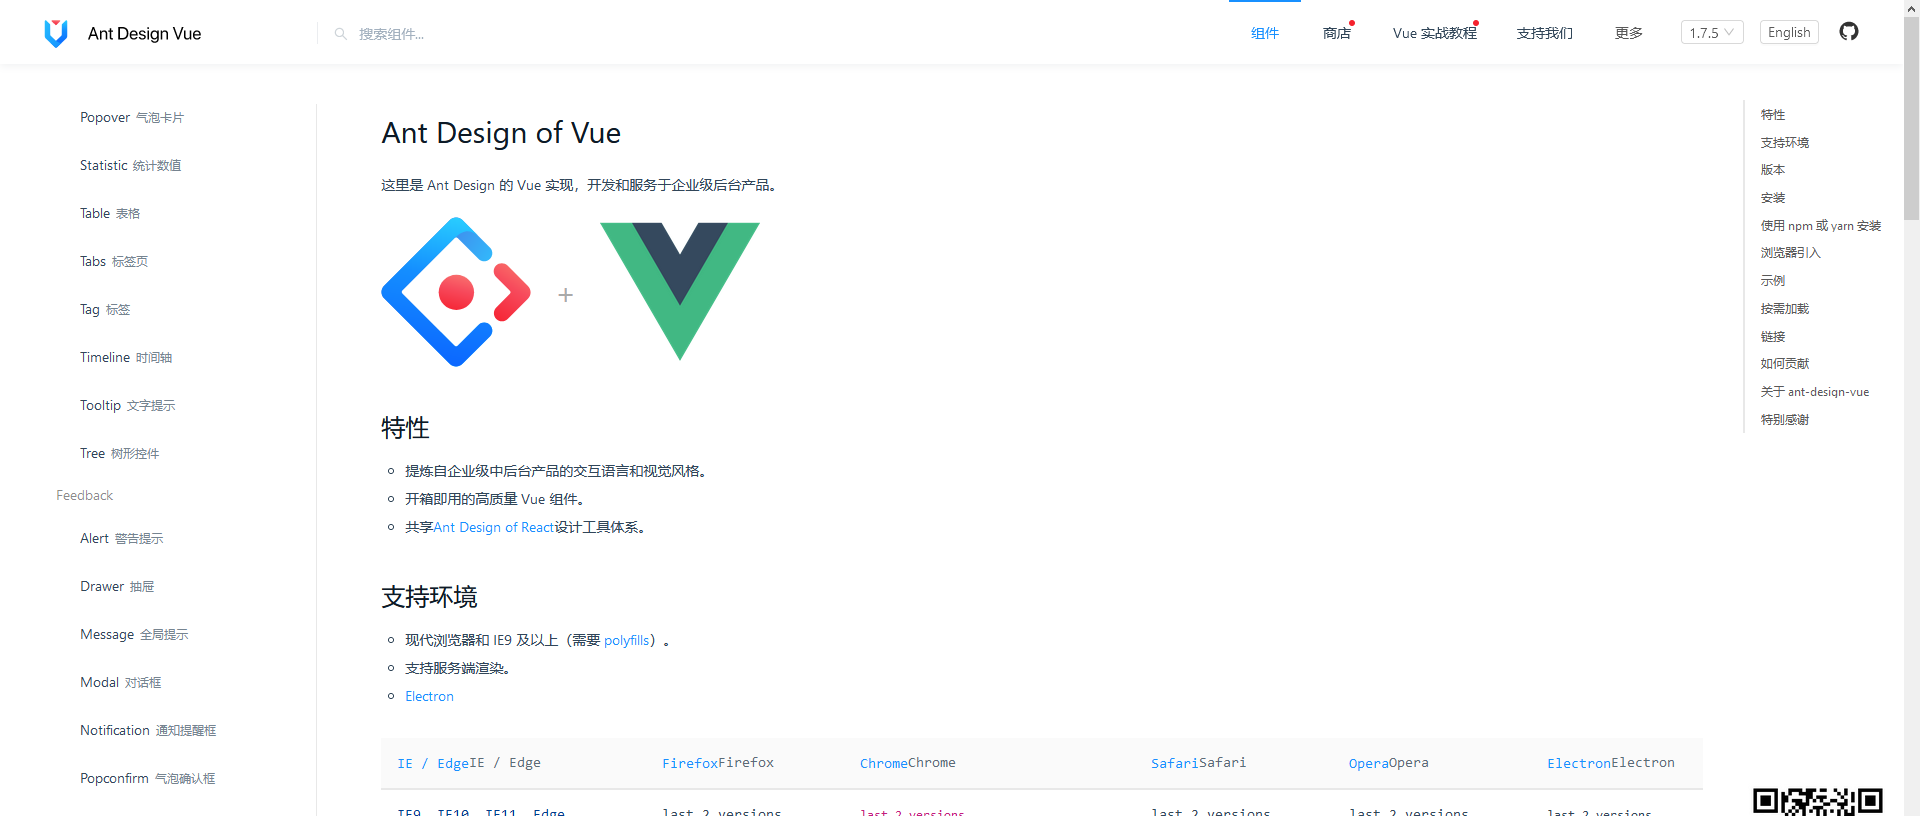 Ant Design Vue
搜索组件...
组件
商店
Vue 实战教程
支持我们
更多
1.7.5
English
Popover 气泡卡片
Statistic 统计数值
Table 表格
Tabs 标签页
Tag 标签
Timeline 时间轴
Tooltip 文字提示
Tree 树形控件
Feedback
Alert 警告提示
Drawer 抽屉
Message 全局提示
Modal 对话框
Notification 通知提醒框
Popconfirm 气泡确认框
Ant Design of Vue
这里是 Ant Design 的 Vue 实现，开发和服务于企业级后台产品。
+
特性
提炼自企业级中后台产品的交互语言和视觉风格。
开箱即用的高质量 Vue 组件。
共享Ant Design of React设计工具体系。
支持环境
现代浏览器和 IE9 及以上（需要 polyfills）。
支持服务端渲染。
Electron
IE / EdgeIE / Edge FirefoxFirefox ChromeChrome SafariSafari OperaOpera ElectronElectron
IE9, IE10, IE11, Edge last 2 versions last 2 versions last 2 versions last 2 versions last 2 versions
特性
支持环境
版本
安装
使用 npm 或 yarn 安装
浏览器引入
示例
按需加载
链接
如何贡献
关于 ant-design-vue
特别感谢